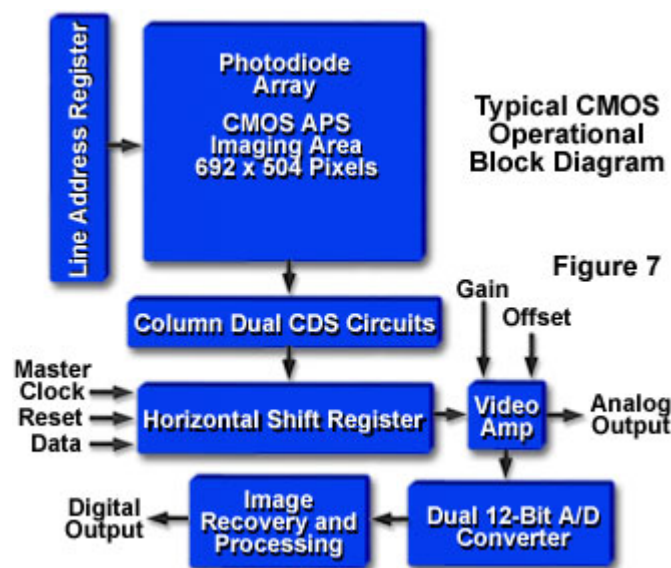 Line Address Register
Photodiode
Array
CMOS APS
Imaging Area
692 x 504 Pixels
Typical CMOS
Operational
Block Diagram
Figure 7
Column Dual CDS Circuits
Gain
Offset
Master
Clock
Reset
Data
Horizontal Shift Register
Video
Amp
Analog
Output
Digital
Output
Image
Recovery and
Processing
Dual 12-Bit A/D
Converter